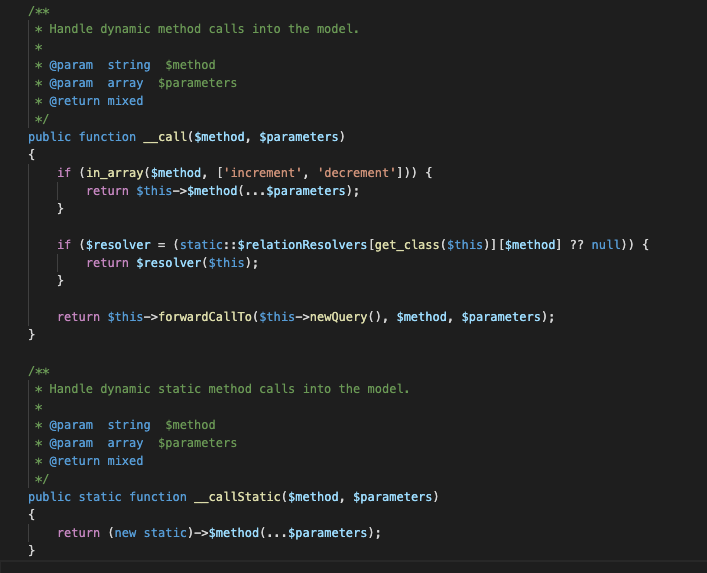 /**
 * Handle dynamic method calls into the model.
 *
 * @param  string  $method
 * @param  array  $parameters
 * @return mixed
 */
public function __call($method, $parameters)
{
    if (in_array($method, ['increment', 'decrement'])) {
        return $this->$method(...$parameters);
    }

    if ($resolver = (static::$relationResolvers[get_class($this)][$method] ?? null)) {
        return $resolver($this);
    }

    return $this->forwardCallTo($this->newQuery(), $method, $parameters);
}

/**
 * Handle dynamic static method calls into the model.
 *
 * @param  string  $method
 * @param  array  $parameters
 * @return mixed
 */
public static function __callStatic($method, $parameters)
{
    return (new static)->$method(...$parameters);
}